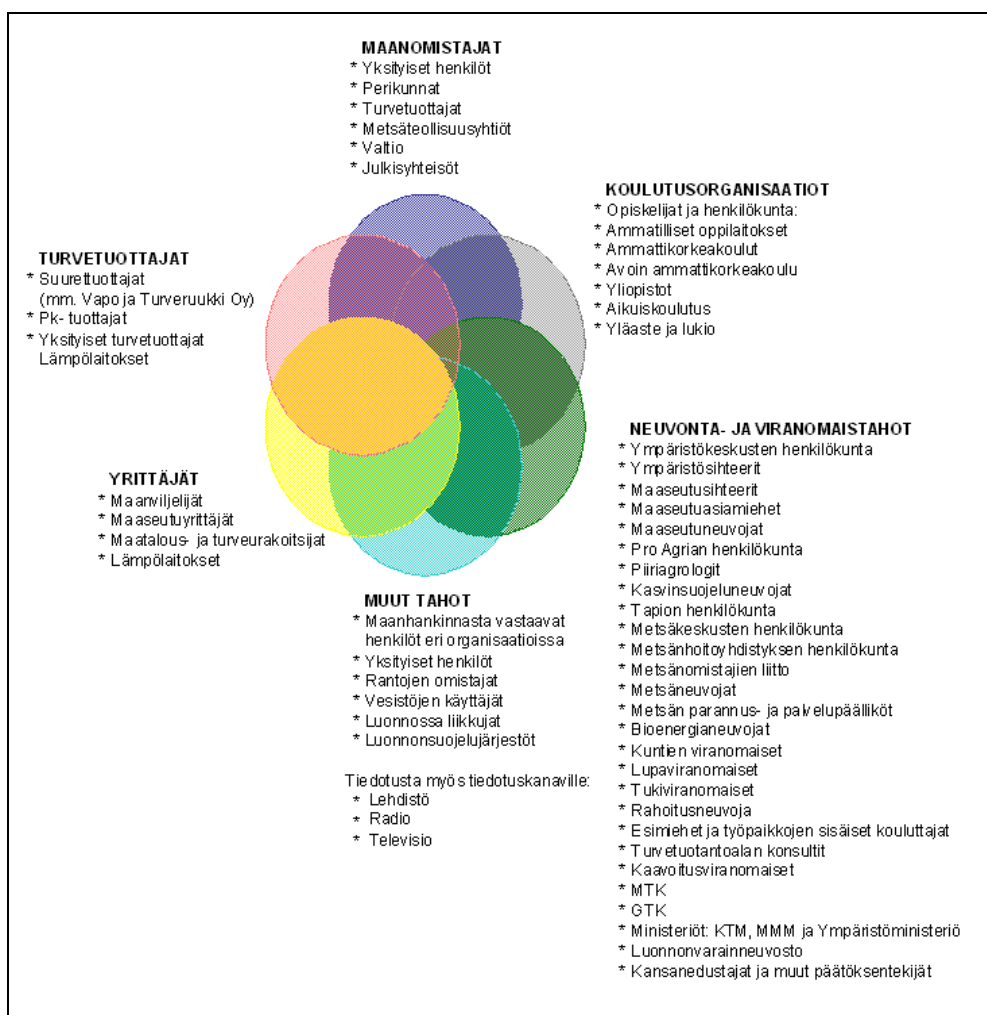 MAANOMISTAJAT
* Yksityiset henkilöt
* Perikunnat
* Turvetuottajat
* Metsäteollisuusyhtiöt
* Valtio
* Julkisyhteisöt
KOULUTUSORGANISAATIOT
* Opiskelijat ja henkilökunta:
* Ammatilliset oppilaitokset
* Ammattikorkeakoulut
* Avoin ammattikorkeakoulu
* Yliopistot
* Aikuiskoulutus
* Yläaste ja lukio
TURVETUOTTAJAT
* Suurettuottajat
(mm. Vapo ja Turveruukki Oy)
* Pk- tuottajat
* Yksityiset turvetuottajat
Lämpölaitokset
NEUVONTA- JA VIRANOMAISTAHOT
* Ympäristökeskusten henkilökunta
* Ympäristösihteerit
* Maaseutusihteerit
* Maaseutuasiamiehet
* Maaseutuneuvojat
* Pro Agrian henkilökunta
* Piiriagrologit
* Kasvinsuojeluneuvojat
* Tapion henkilökunta
* Metsäkeskusten henkilökunta
* Metsänhoitoyhdistyksen henkilökunta
* Metsänomistajien liitto
* Metsäneuvojat
* Metsän parannus- ja palvelupäälliköt
* Bioenergianeuvojat
* Kuntien viranomaiset
* Lupaviranomaiset
* Tukiviranomaiset
* Rahoitusneuvoja
* Esimiehet ja työpaikkojen sisäiset kouluttajat
* Turvetuotantoalan konsultit
* Kaavoitusviranomaiset
* MTK
* GTK
* Ministeriöt: KTM, MMM ja Ympäristöministeriö
* Luonnonvarainneuvosto
* Kansanedustajat ja muut päätöksentekijät
YRITTÄJÄT
* Maanviljelijät
* Maaseutuyrittäjät
* Maatalous- ja turveurakoitsijat
* Lämpölaitokset
MUUT TAHOT
* Maanhankinnasta vastaavat
henkilöt eri organisaatioissa
* Yksityiset henkilöt
* Rantojen omistajat
* Vesistöjen käyttäjät
* Luonnossa liikkujat
* Luonnonsuojelujärjestöt
Tiedotusta myös tiedotuskanaville:
* Lehdistö
* Radio
* Televisio